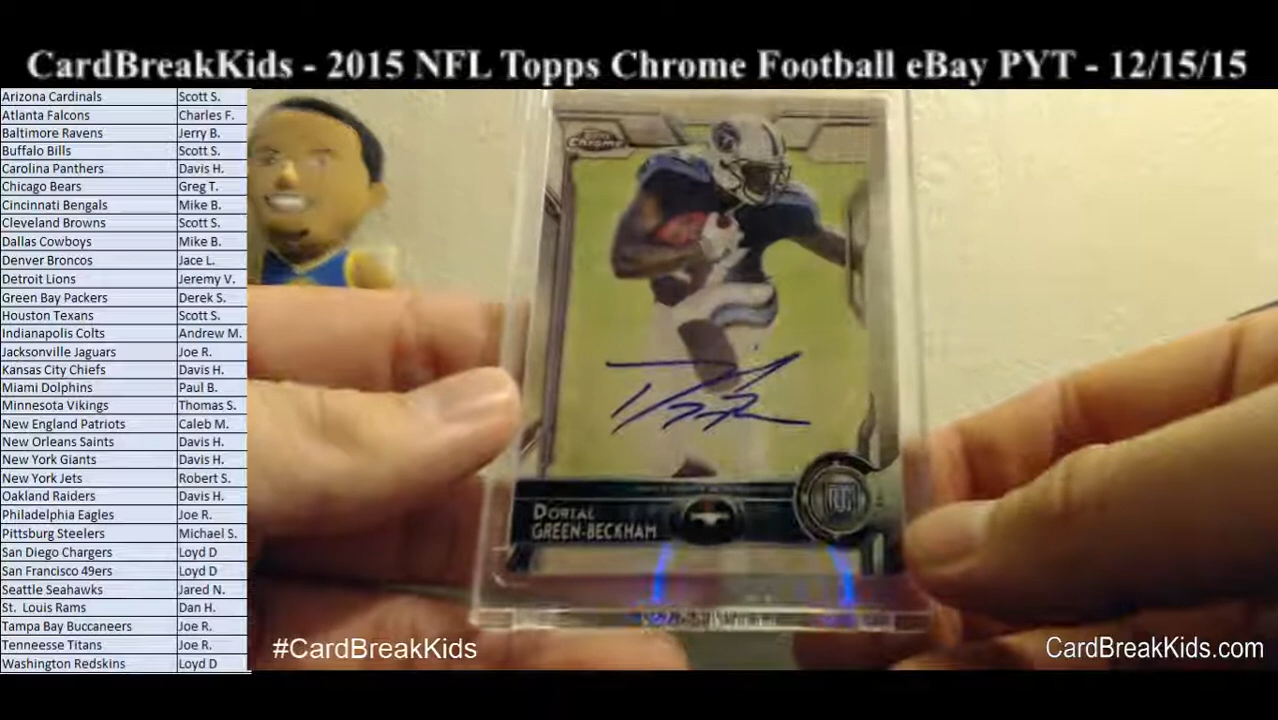 CardBreakKids - 2015 NFL Topps Chrome Football eBay PYT - 12/15/15
Arizona Cardinals Scott S.
Atlanta Falcons Charles F.
Baltimore Ravens Jerry B.
Buffalo Bills Scott S.
Carolina Panthers Davis H.
Chicago Bears Greg T.
Cincinnati Bengals Mike B.
Cleveland Browns Scott S.
Dallas Cowboys Mike B.
Denver Broncos Jace L.
Detroit Lions Jeremy V.
Green Bay Packers Derek S.
Houston Texans Scott S.
Indianapolis Colts Andrew M.
Jacksonville Jaguars Joe R.
Kansas City Chiefs Davis H.
Miami Dolphins Paul B.
Minnesota Vikings Thomas S.
New England Patriots Caleb M.
New Orleans Saints Davis H.
New York Giants Davis H.
New York Jets Robert S.
Oakland Raiders Davis H.
Philadelphia Eagles Joe R.
Pittsburg Steelers Michael S.
San Diego Chargers Loyd D
San Francisco 49ers Loyd D
Seattle Seahawks Jared N.
St. Louis Rams Dan H.
Tampa Bay Buccaneers Joe R.
Tenneesse Titans Joe R.
Washington Redskins Loyd D
Topps Chrome
DORIAL
GREEN-BECKHAM
#CardBreakKids
CardBreakKids.com